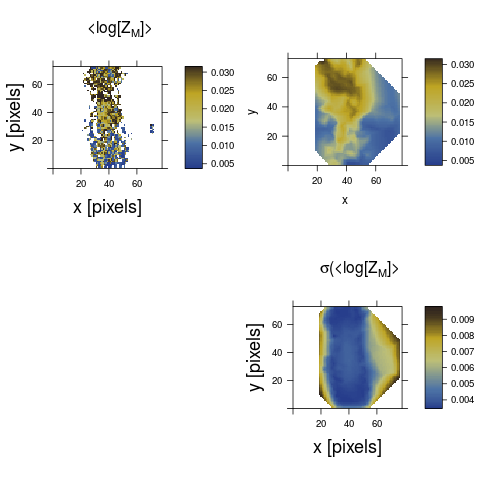 <log[Z_M]>
y [pixels]
60
40
20
20 40 60
x [pixels]
0.030
0.025
0.020
0.015
0.010
0.005
y
60
40
20
20 40 60
x
0.030
0.025
0.020
0.015
0.010
0.005
σ(<log[Z_M]>
y [pixels]
60
40
20
20 40 60
x [pixels]
0.009
0.008
0.007
0.006
0.005
0.004